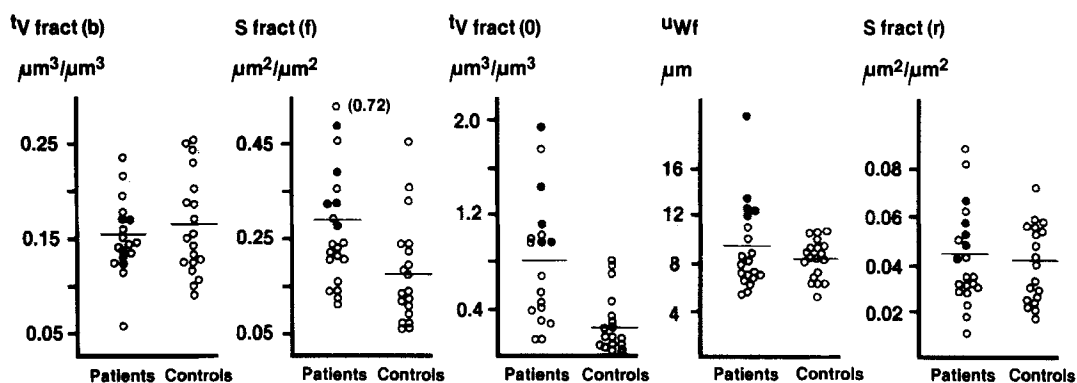 tV fract (b)
μm3/μm3
0.25
0.15
0.05
Patients Controls
S fract (f)
μm2/μm2
(0.72)
0.45
0.25
0.05
Patients Controls
tV fract (0)
μm3/μm3
2.0
1.2
0.4
Patients Controls
uWf
μm
16
12
8
4
Patients Controls
S fract (r)
μm2/μm2
0.08
0.06
0.04
0.02
Patients Controls